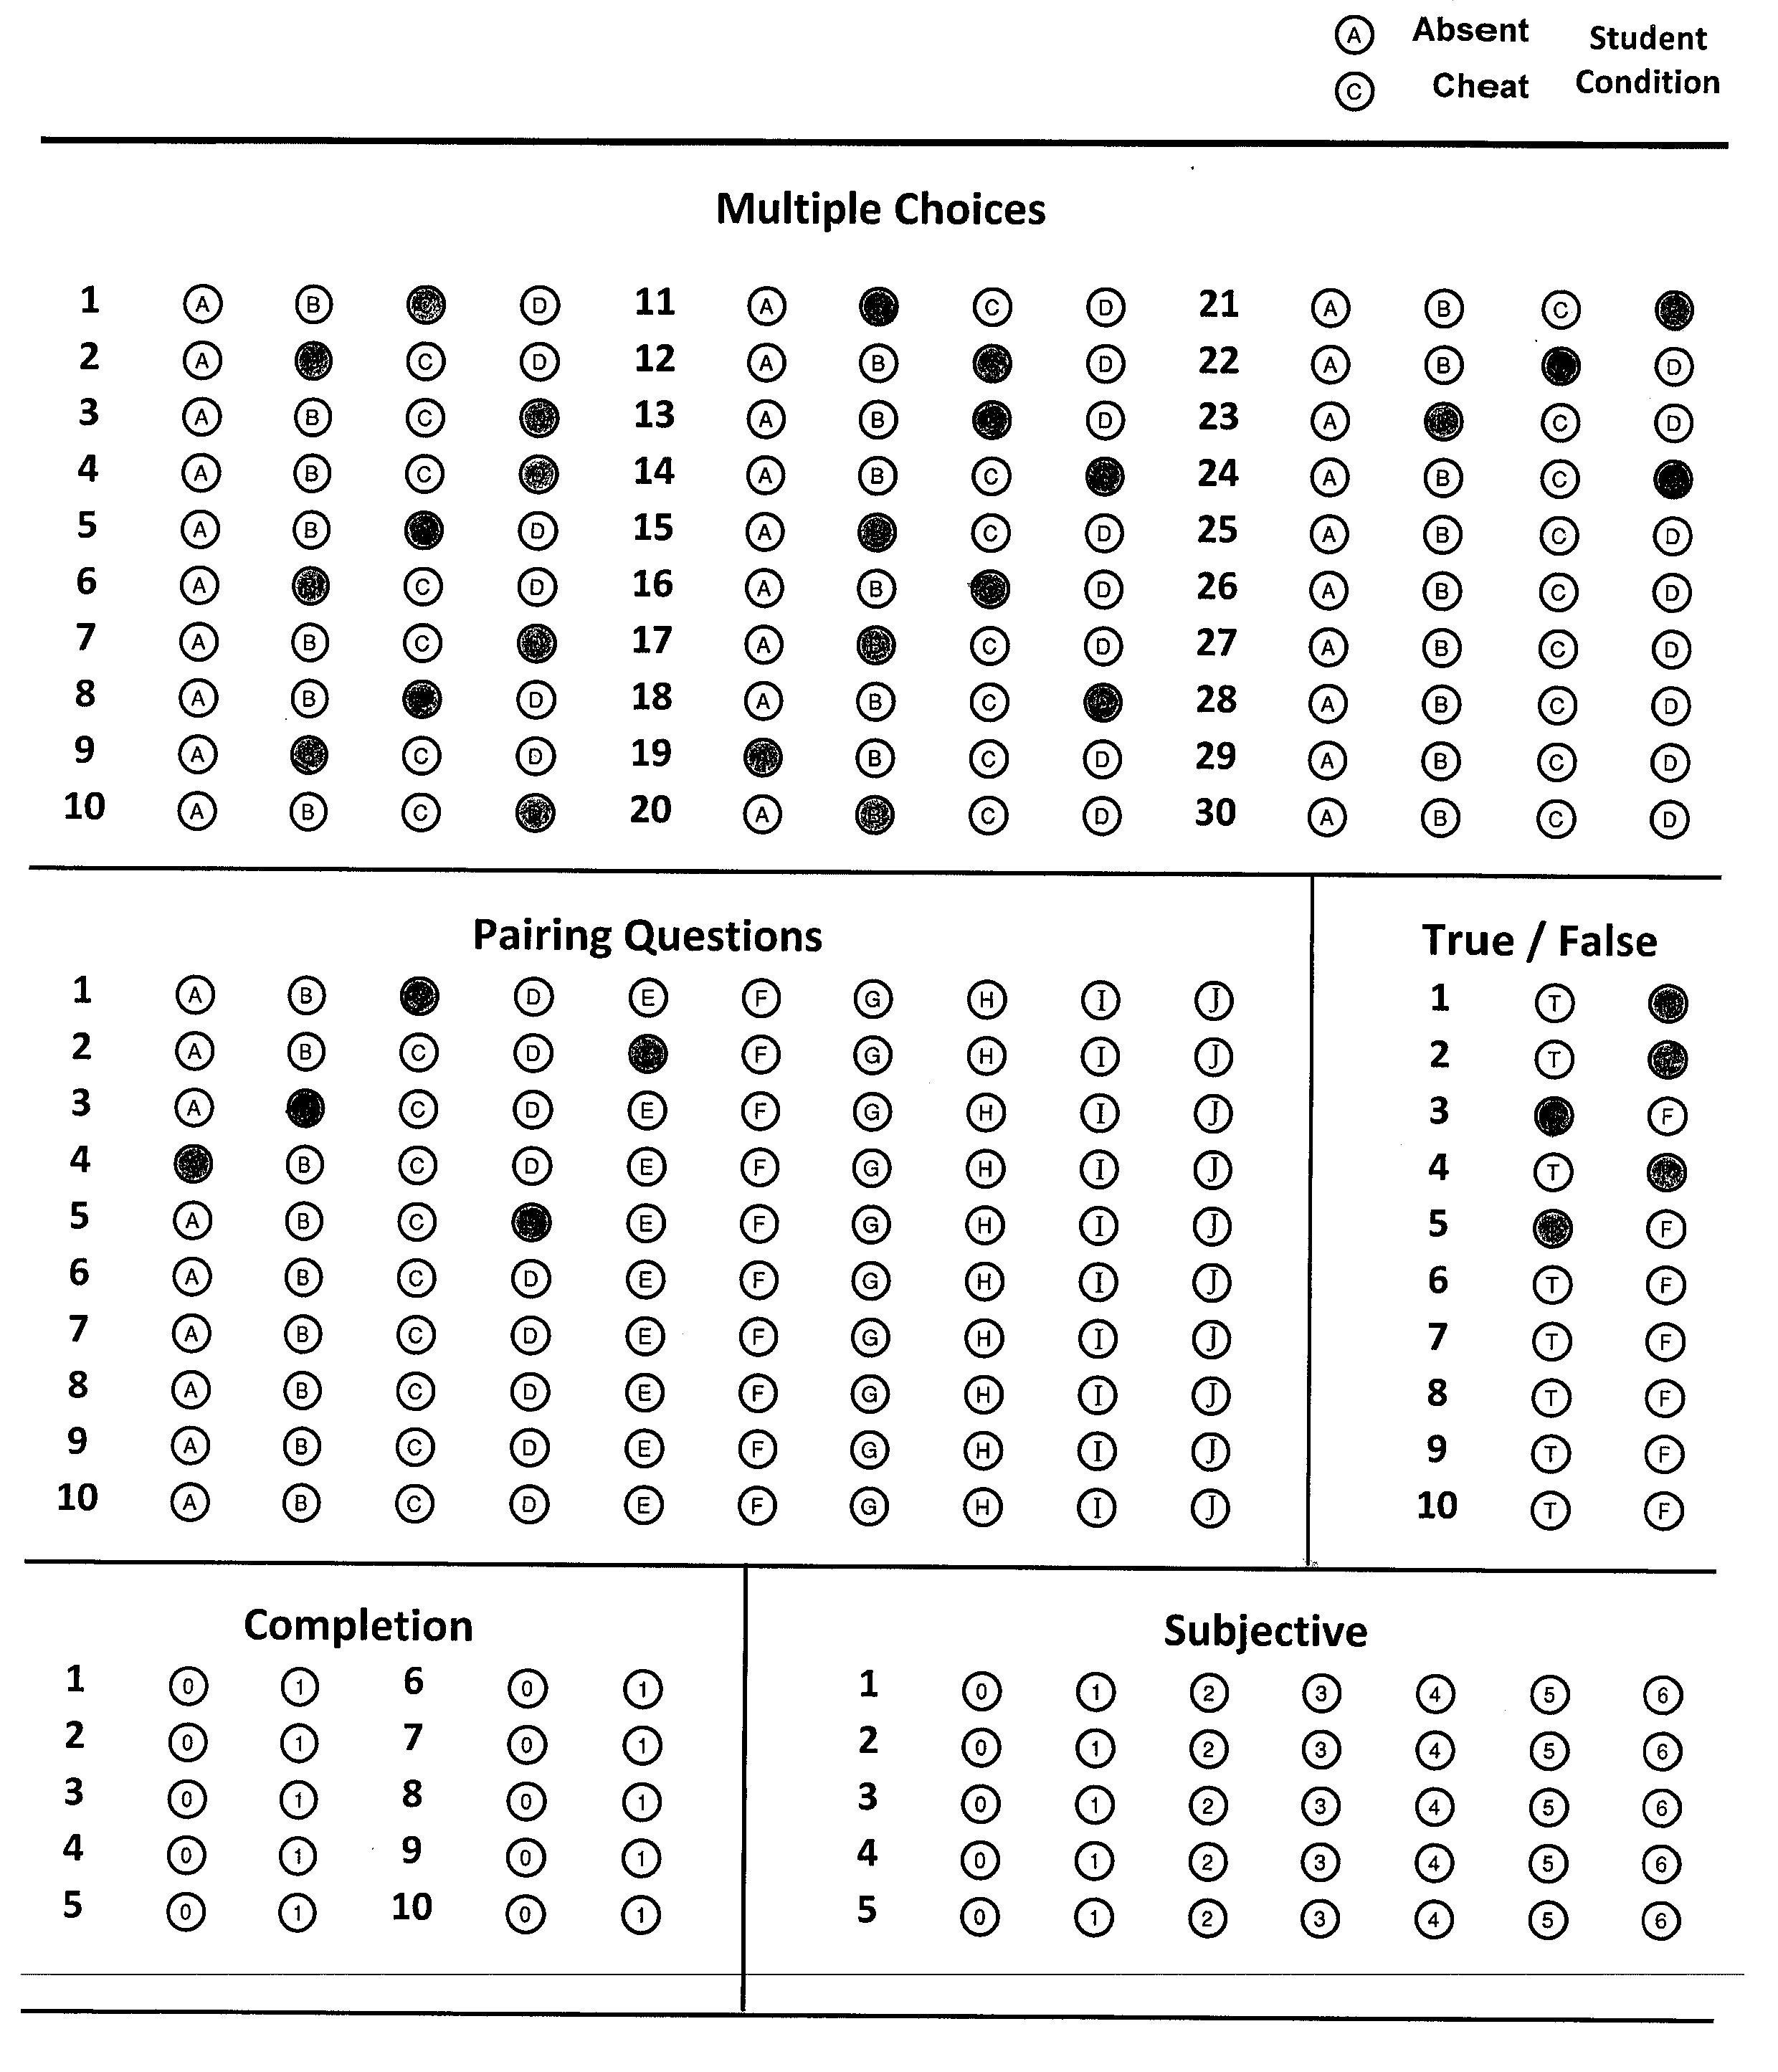 A Absent Student
C Cheat Condition
Multiple Choices
1 A B D 11 A C D 21 A B C
2 A C D 12 A B D 22 A B D
3 A B C 13 A B D 23 A C D
4 A B C 14 A B C 24 A B C
5 A B D 15 A C D 25 A B C D
6 A C D 16 A B D 26 A B C D
7 A B C 17 A B C D 27 A B C D
8 A B D 18 A B C 28 A B C D
9 A C D 19 B C D 29 A B C D
10 A B C 20 A B C D 30 A B C D
Pairing Questions True / False
1 A B D E F G H I J 1 T
2 A B C D F G H I J 2 T
3 A C D E F G H I J 3 F
4 B C D E F G H I J 4 T
5 A B C E F G H I J 5 F
6 A B C D E F G H I J 6 T F
7 A B C D E F G H I J 7 T F
8 A B C D E F G H I J 8 T F
9 A B C D E F G H I J 9 T F
10 A B C D E F G H I J 10 T F
Completion Subjective
1 0 1 6 0 1 1 0 1 2 3 4 5 6
2 0 1 7 0 1 2 0 1 2 3 4 5 6
3 0 1 8 0 1 3 0 1 2 3 4 5 6
4 0 1 9 0 1 4 0 1 2 3 4 5 6
5 0 1 10 0 1 5 0 1 2 3 4 5 6